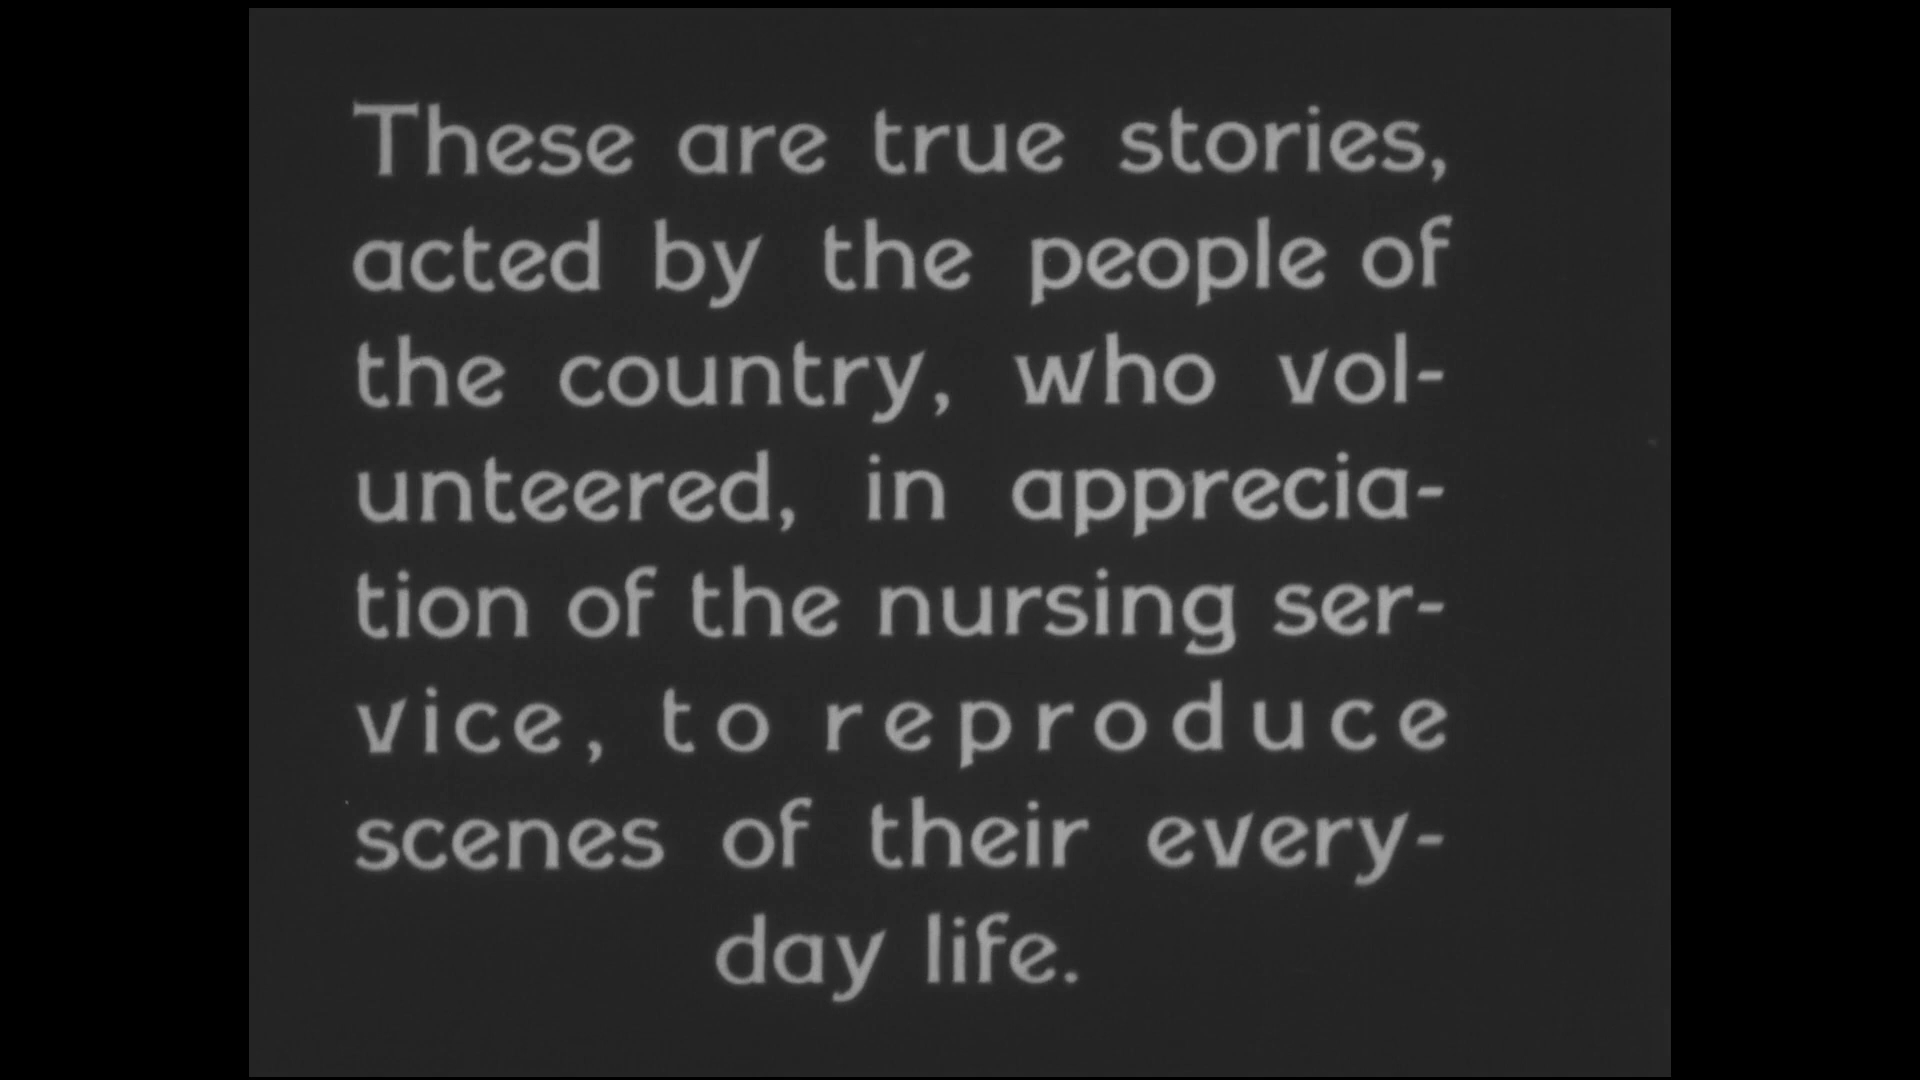 These are true stories,
acted by the people of
the country, who vol-
unteered, in apprecia-
tion of the nursing ser-
vice, to reproduce
scenes of their every-
day life.